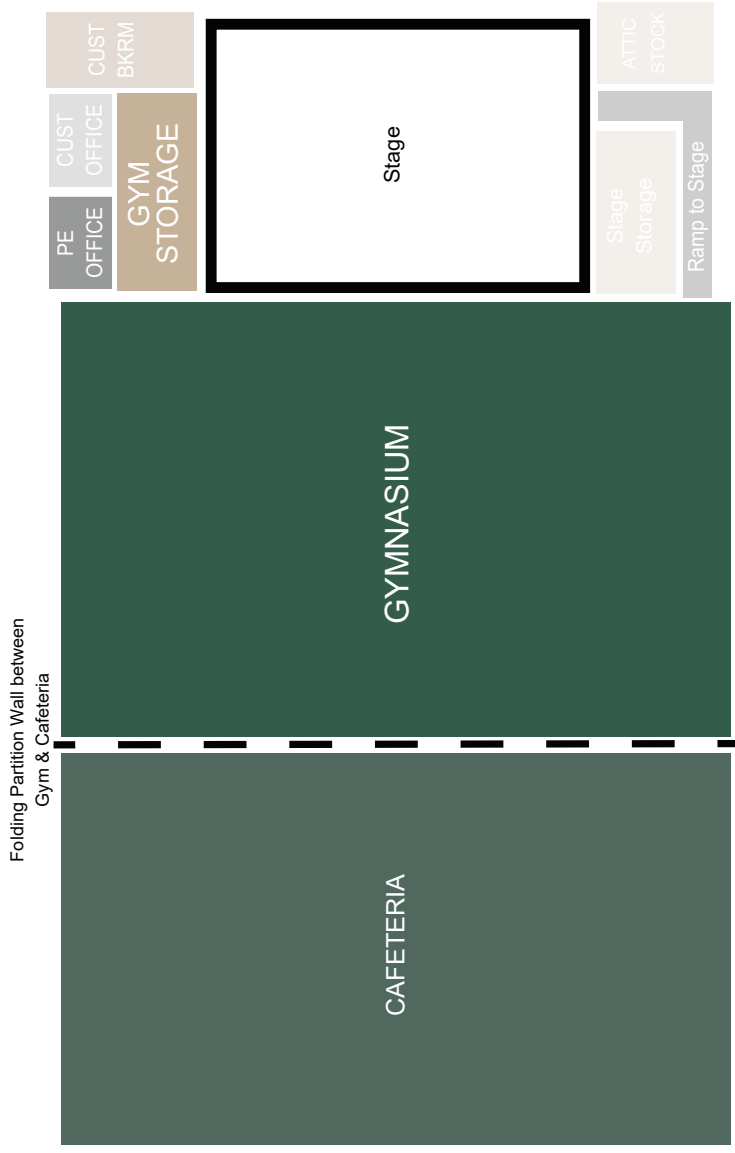 CUST
BKRM
CUST
OFFICE
PE
OFFICE
GYM
STORAGE
Stage
ATTIC
STOCK
Stage
Storage
Ramp to Stage
GYMNASIUM
Folding Partition Wall between
Gym & Cafeteria
CAFETERIA